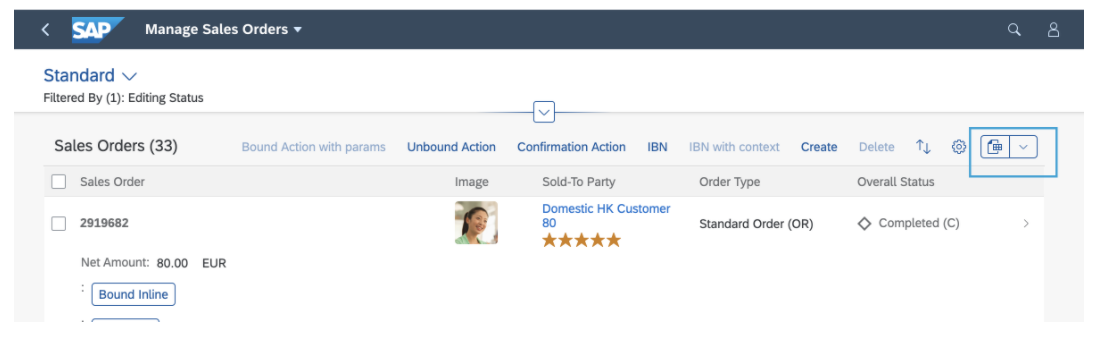 SAP Manage Sales Orders
Standard
Filtered By (1): Editing Status
Sales Orders (33) Bound Action with params Unbound Action Confirmation Action IBN IBN with context Create Delete
Sales Order Image Sold-To Party Order Type Overall Status
2919682 Domestic HK Customer
80 Standard Order (OR) Completed (C)
Net Amount: 80.00 EUR
: Bound Inline